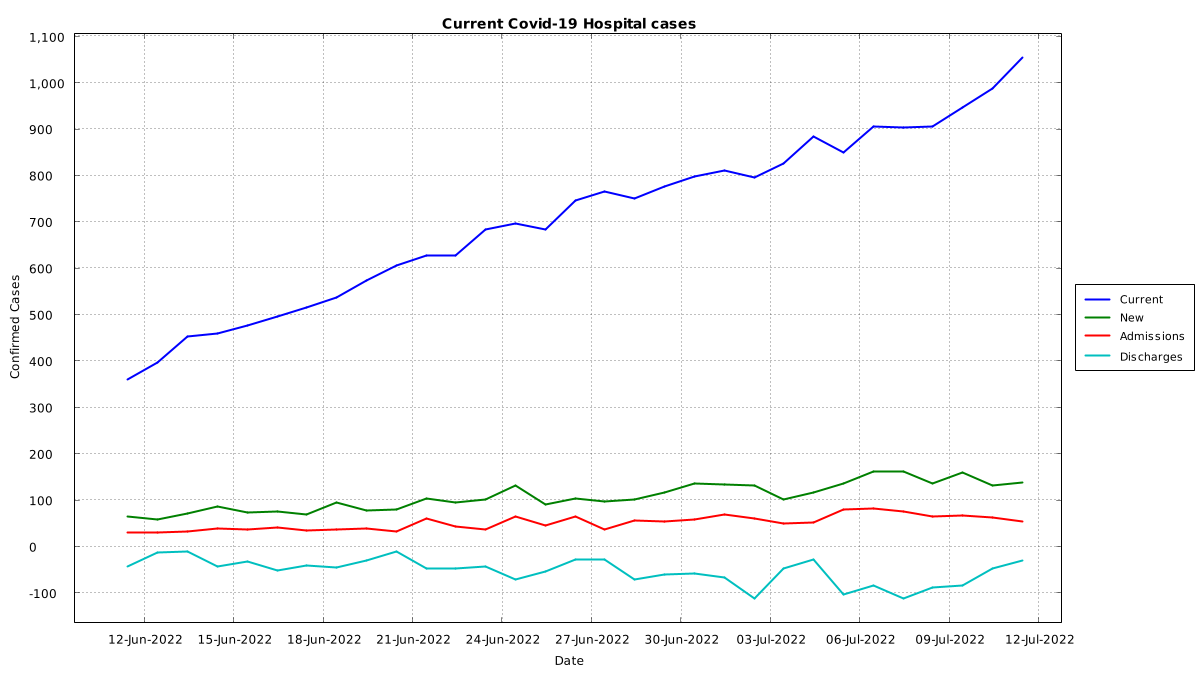 Current Covid-19 Hospital cases
1,100
1,000
900
800
700
600
500
400
300
200
100
0
-100
Confirmed Cases
12-Jun-2022 15-Jun-2022 18-Jun-2022 21-Jun-2022 24-Jun-2022 27-Jun-2022 30-Jun-2022 03-Jul-2022 06-Jul-2022 09-Jul-2022 12-Jul-2022
Date
Current
New
Admissions
Discharges